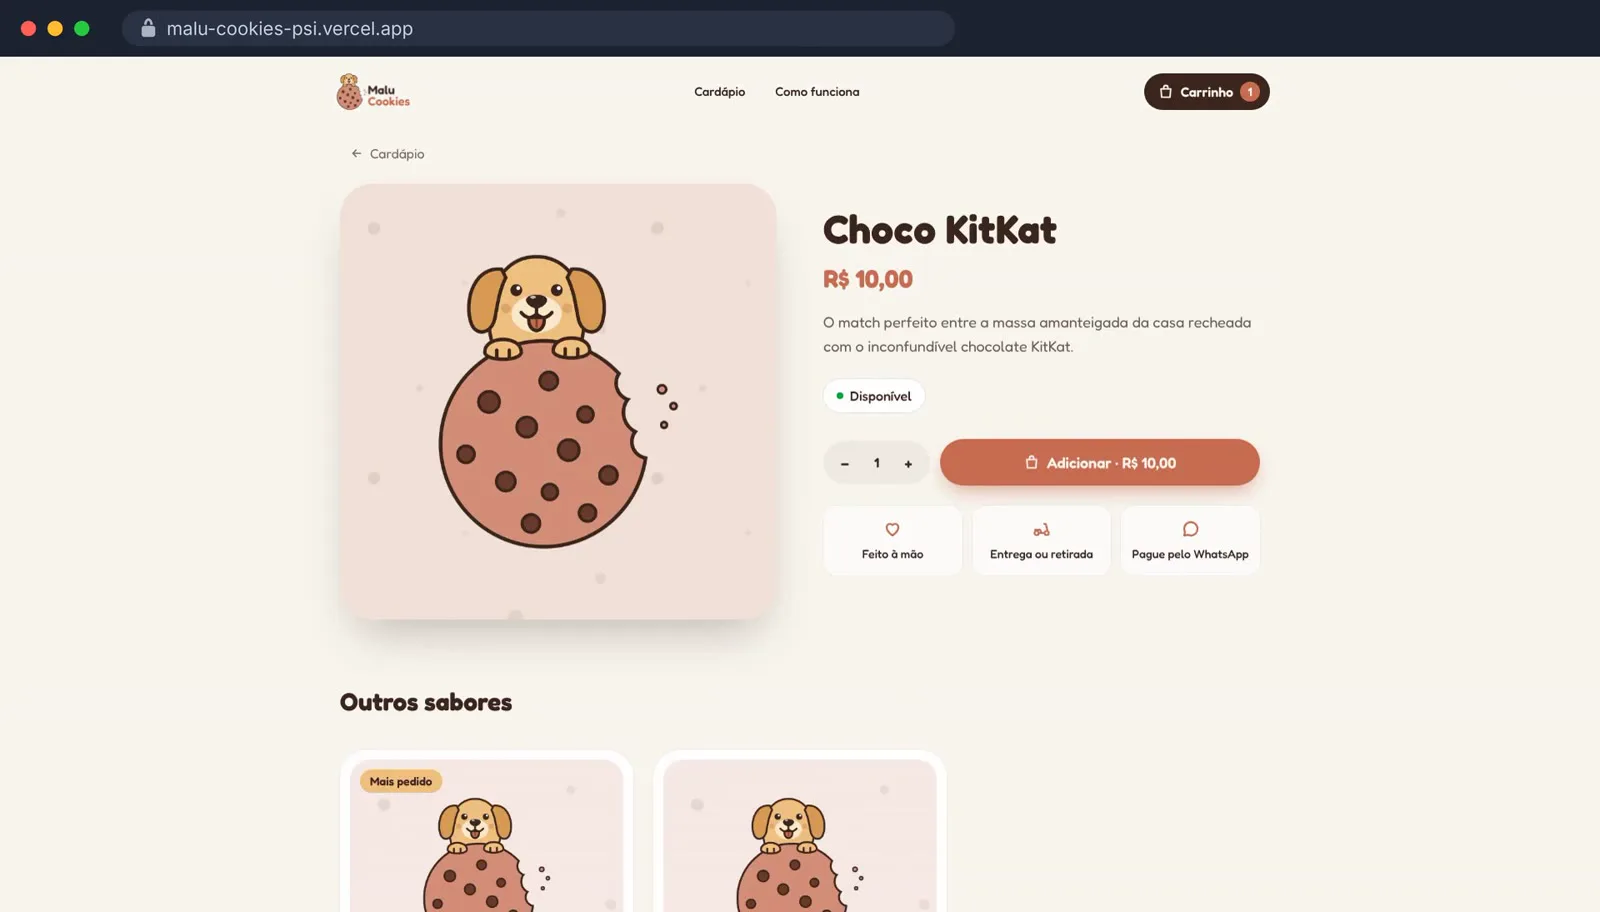 malu-cookies-psi.vercel.app
Malu
Cookies
Cardápio
Como funciona
Carrinho 1
← Cardápio
Choco KitKat
R$ 10,00
O match perfeito entre a massa amanteigada da casa recheada
com o inconfundível chocolate KitKat.
Disponível
− 1 +
Adicionar · R$ 10,00
Feito à mão
Entrega ou retirada
Pague pelo WhatsApp
Outros sabores
Mais pedido